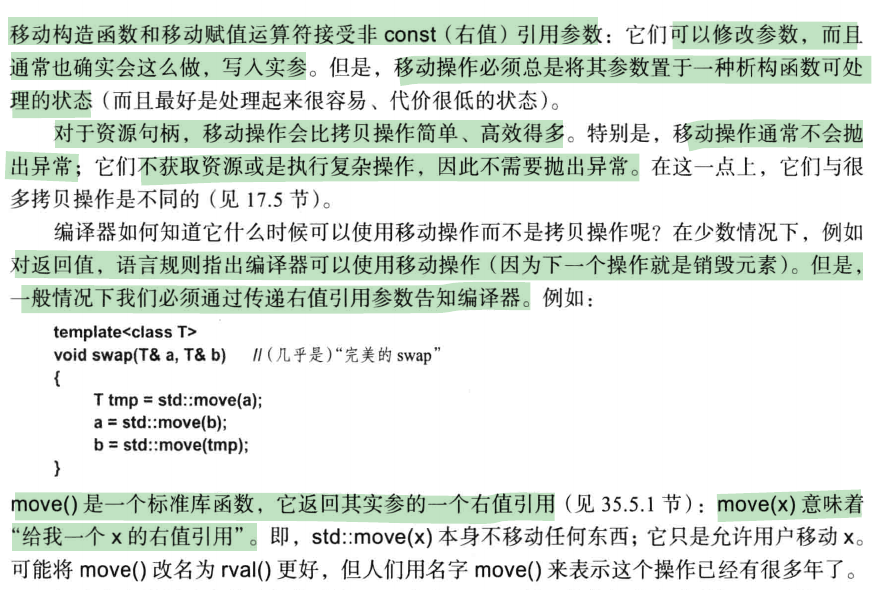 移动构造函数和移动赋值运算符接受非 const（右值）引用参数：它们可以修改参数，而且
通常也确实会这么做，写入实参。但是，移动操作必须总是将其参数置于一种析构函数可处
理的状态（而且最好是处理起来很容易、代价很低的状态）。
对于资源句柄，移动操作会比拷贝操作简单、高效得多。特别是，移动操作通常不会抛
出异常；它们不获取资源或是执行复杂操作，因此不需要抛出异常。在这一点上，它们与很
多拷贝操作是不同的（见 17.5 节）。
编译器如何知道它什么时候可以使用移动操作而不是拷贝操作呢？在少数情况下，例如
对返回值，语言规则指出编译器可以使用移动操作（因为下一个操作就是销毁元素）。但是，
一般情况下我们必须通过传递右值引用参数告知编译器。例如：
template<class T>
void swap(T& a, T& b) //（几乎是）“完美的 swap”
{
T tmp = std::move(a);
a = std::move(b);
b = std::move(tmp);
}
move() 是一个标准库函数，它返回其实参的一个右值引用（见 35.5.1 节）：move(x) 意味着
“给我一个 x 的右值引用”。即，std::move(x) 本身不移动任何东西；它只是允许用户移动 x。
可能将 move() 改名为 rval() 更好，但人们用名字 move() 来表示这个操作已经有很多年了。